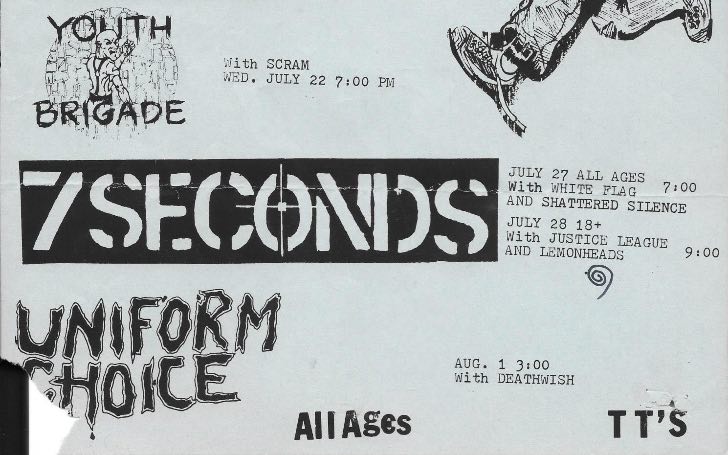 YOUTH
BRIGADE
With SCRAM
WED. JULY 22 7:00 PM
7SECONDS
JULY 27 ALL AGES
With WHITE FLAG 7:00
AND SHATTERED SILENCE
JULY 28 18+
With JUSTICE LEAGUE
AND LEMONHEADS 9:00
UNIFORM
CHOICE
AUG. 1 3:00
With DEATHWISH
All Ages
TT'S